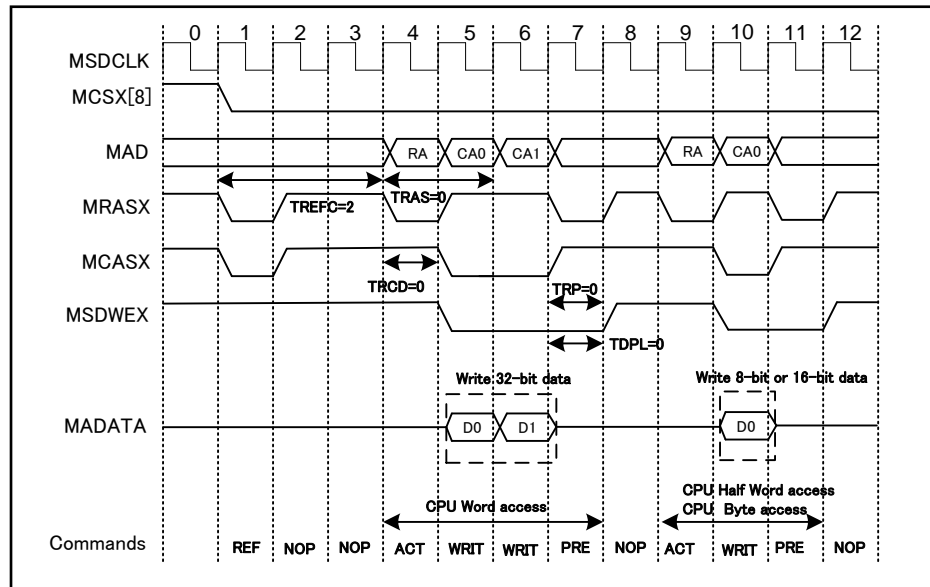 0 1 2 3 4 5 6 7 8 9 10 11 12
MSDCLK
MCSX[8]
MAD RA CA0 CA1 RA CA0
MRASX TREFC=2 TRAS=0
MCASX
TRCD=0 TRP=0
MSDWEX
TDPL=0
Write 32-bit data Write 8-bit or 16-bit data
MADATA D0 D1 D0
CPU Half Word access
CPU Word access CPU Byte access
Commands REF NOP NOP ACT WRIT WRIT PRE NOP ACT WRIT PRE NOP